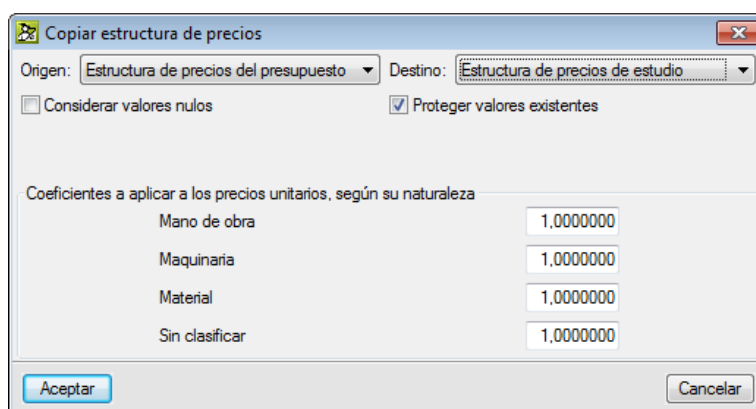 Copiar estructura de precios
Origen: Estructura de precios del presupuesto Destino: Estructura de precios de estudio
Considerar valores nulos Proteger valores existentes
Coeficientes a aplicar a los precios unitarios, según su naturaleza
Mano de obra 1,0000000
Maquinaria 1,0000000
Material 1,0000000
Sin clasificar 1,0000000
Aceptar Cancelar